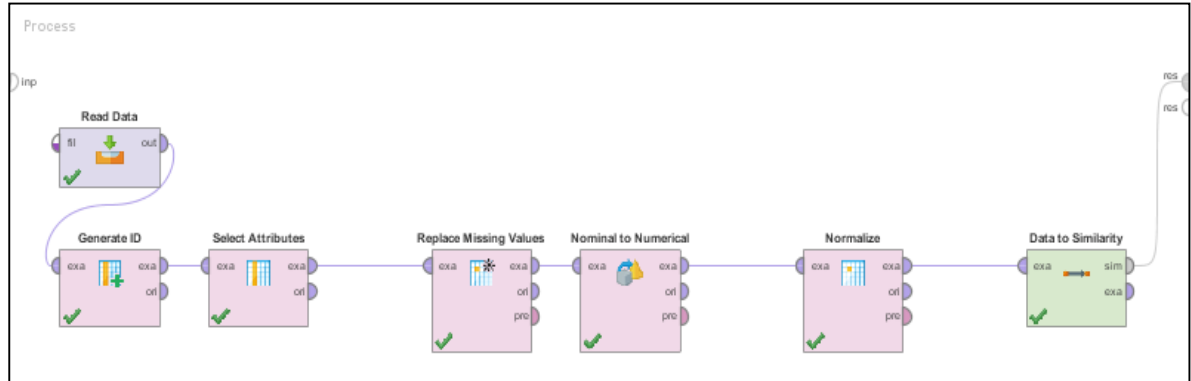 Process
inp
res
res
Read Data
fil out
Generate ID
exa exa
ori
Select Attributes
exa exa
ori
Replace Missing Values
exa exa
ori
pre
Nominal to Numerical
exa exa
ori
pre
Normalize
exa exa
ori
pre
Data to Similarity
exa sim
exa